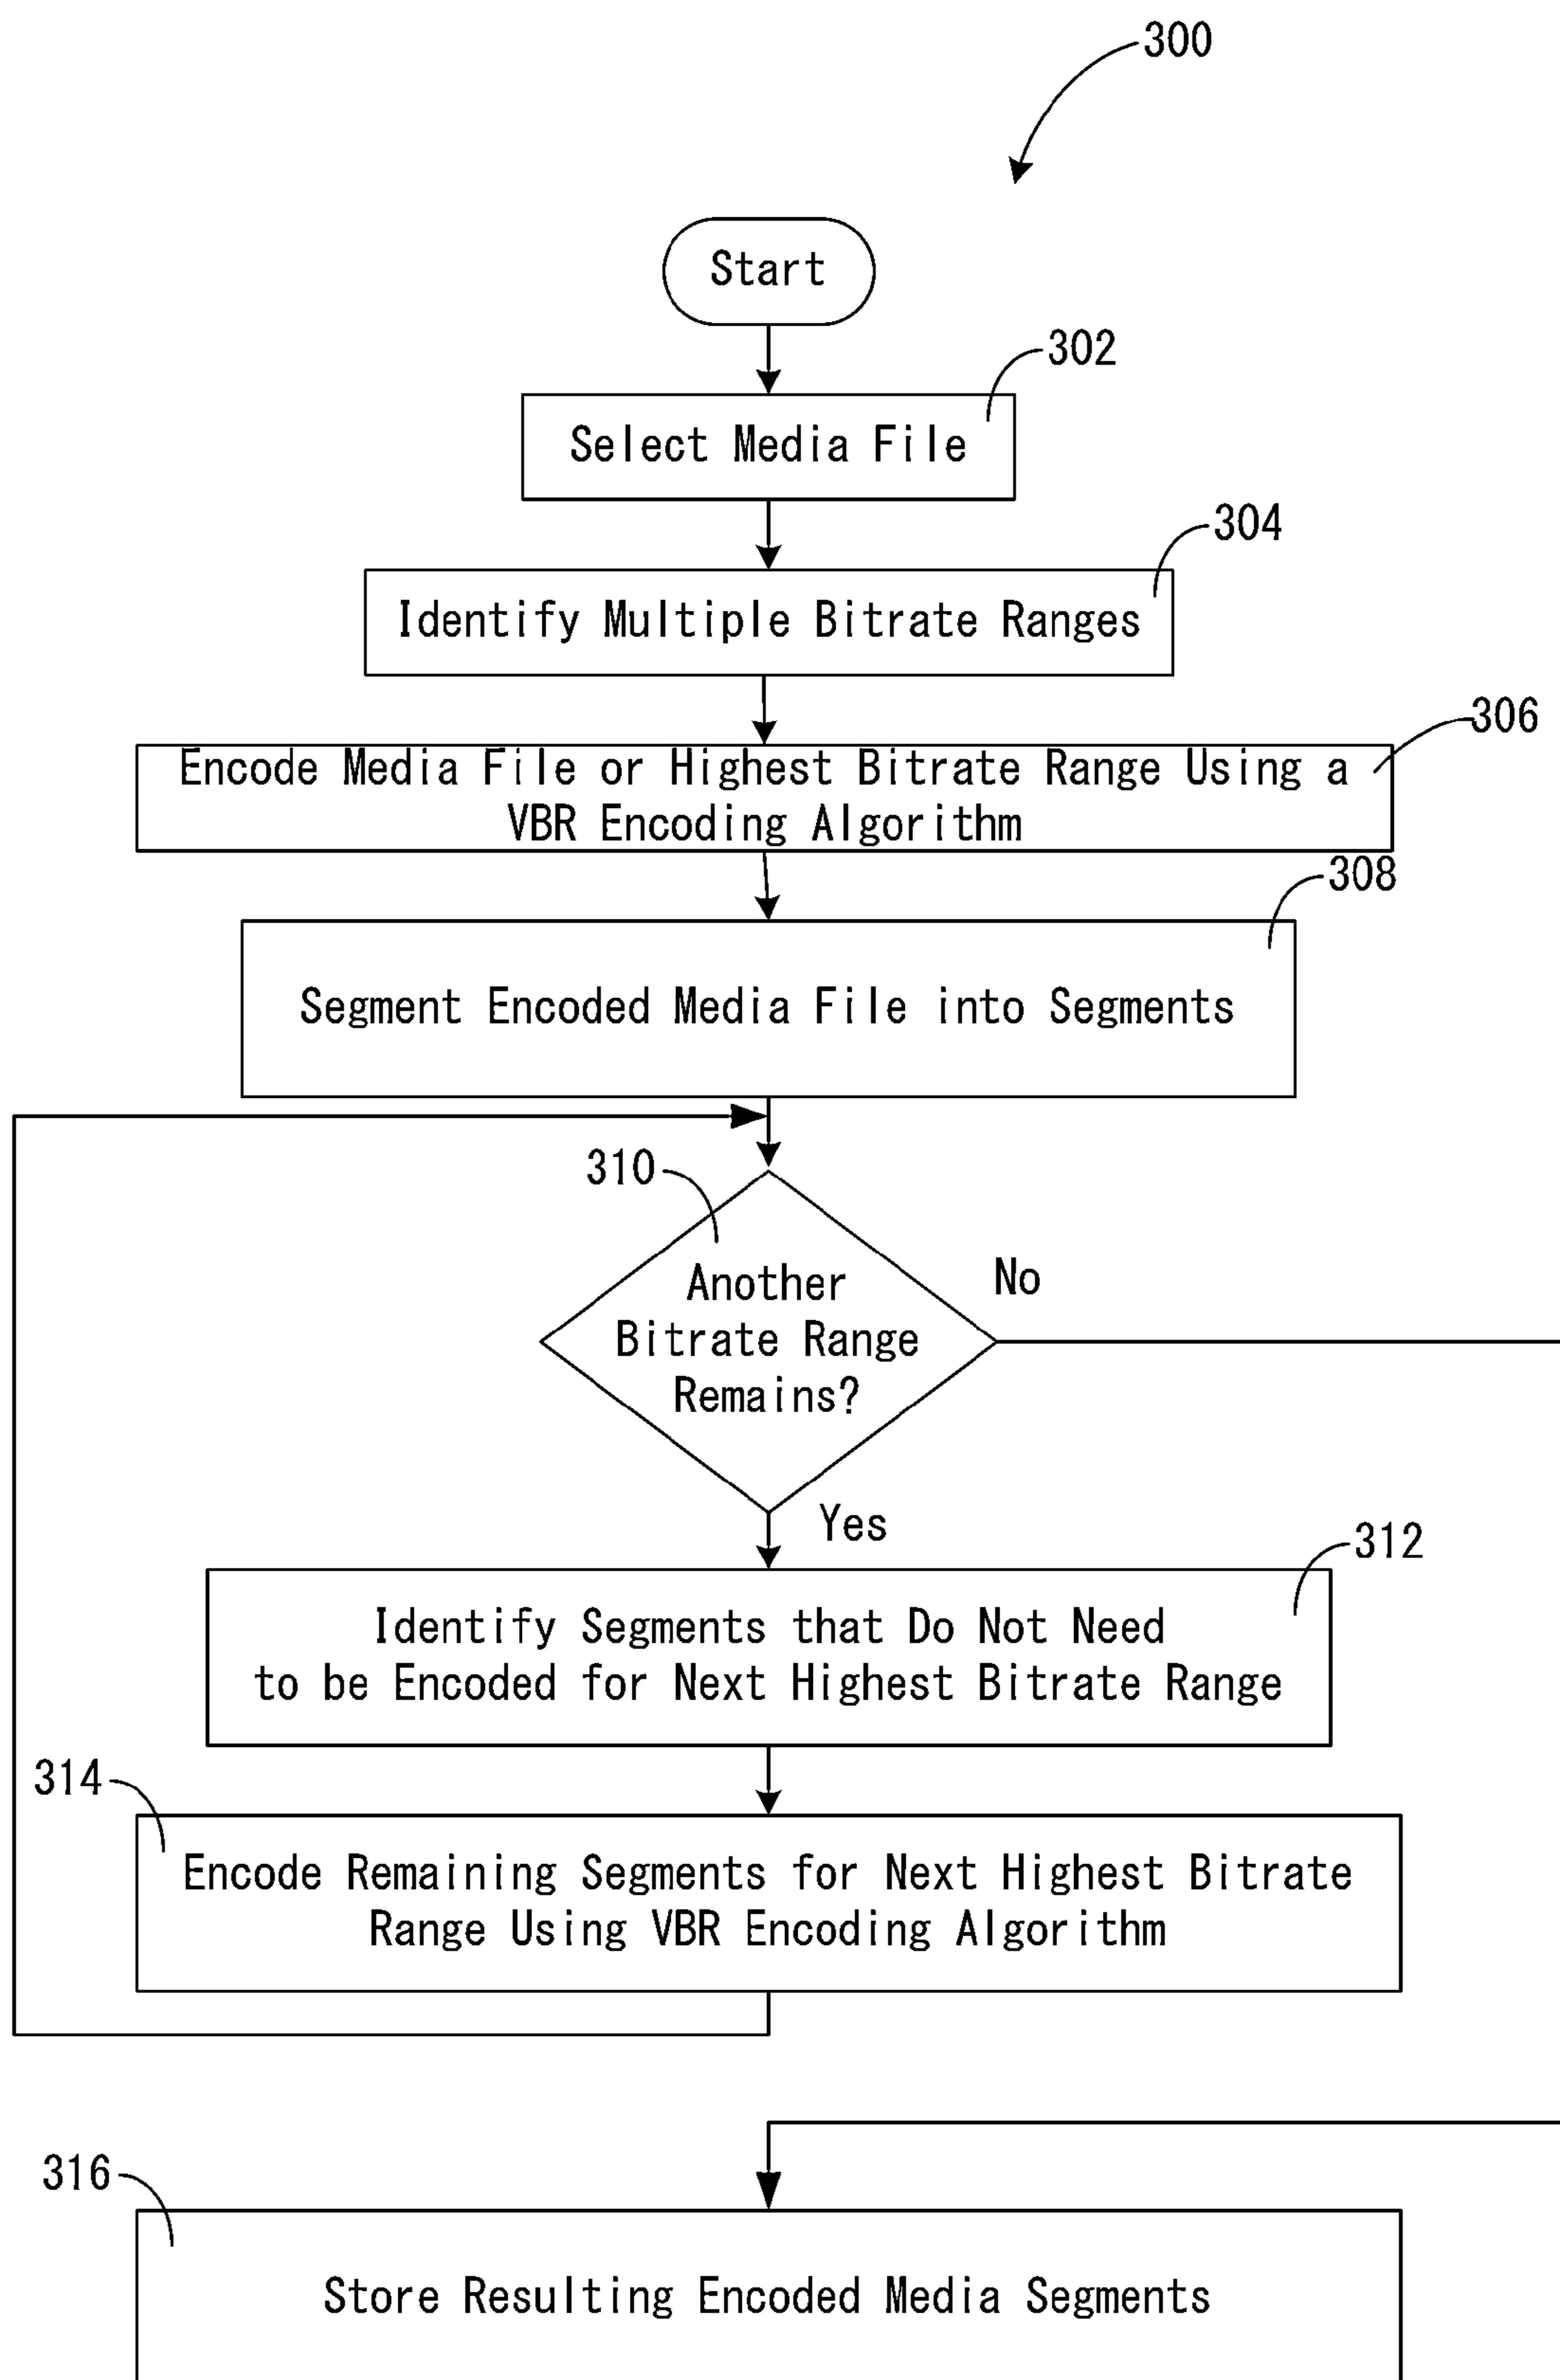 300
Start
302
Select Media File
304
Identify Multiple Bitrate Ranges
306
Encode Media File or Highest Bitrate Range Using a
VBR Encoding Algorithm
308
Segment Encoded Media File into Segments
310
Another
Bitrate Range
Remains?
No
Yes
312
Identify Segments that Do Not Need
to be Encoded for Next Highest Bitrate Range
314
Encode Remaining Segments for Next Highest Bitrate
Range Using VBR Encoding Algorithm
316
Store Resulting Encoded Media Segments